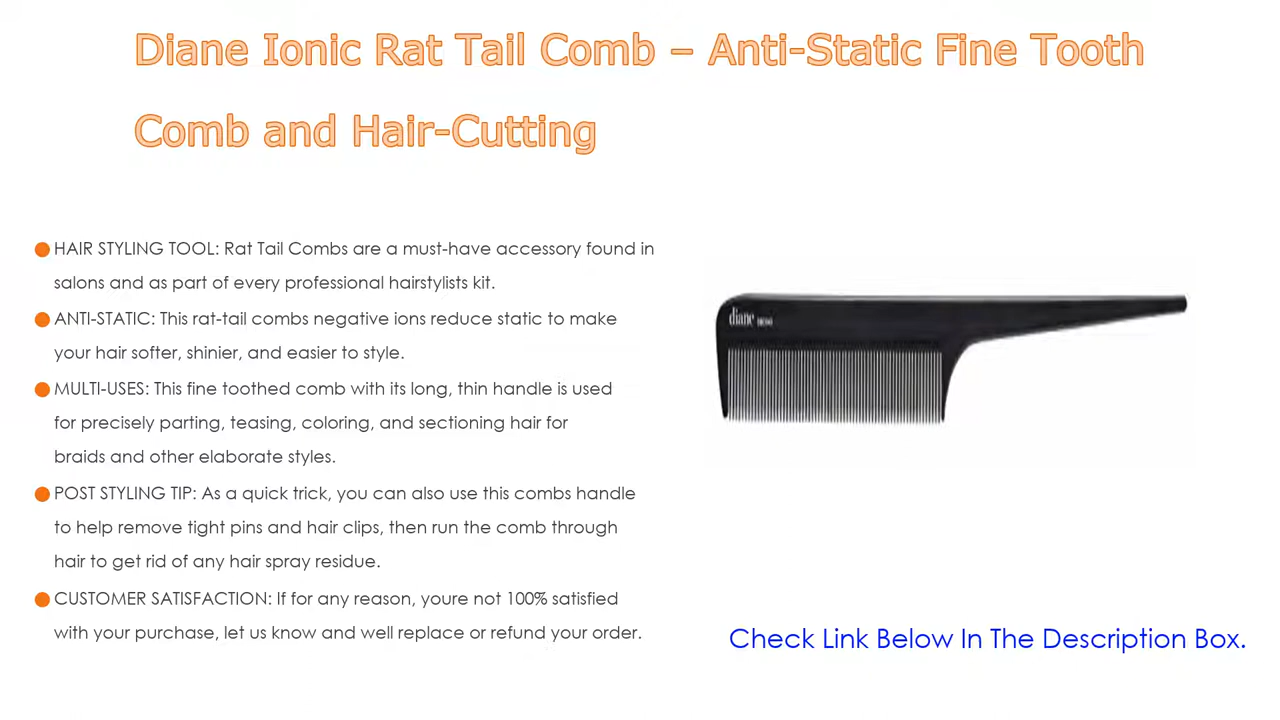 Diane Ionic Rat Tail Comb – Anti-Static Fine Tooth
Comb and Hair-Cutting
HAIR STYLING TOOL: Rat Tail Combs are a must-have accessory found in
salons and as part of every professional hairstylists kit.
ANTI-STATIC: This rat-tail combs negative ions reduce static to make
your hair softer, shinier, and easier to style.
MULTI-USES: This fine toothed comb with its long, thin handle is used
for precisely parting, teasing, coloring, and sectioning hair for
braids and other elaborate styles.
POST STYLING TIP: As a quick trick, you can also use this combs handle
to help remove tight pins and hair clips, then run the comb through
hair to get rid of any hair spray residue.
CUSTOMER SATISFACTION: If for any reason, youre not 100% satisfied
with your purchase, let us know and well replace or refund your order.
diane
Check Link Below In The Description Box.